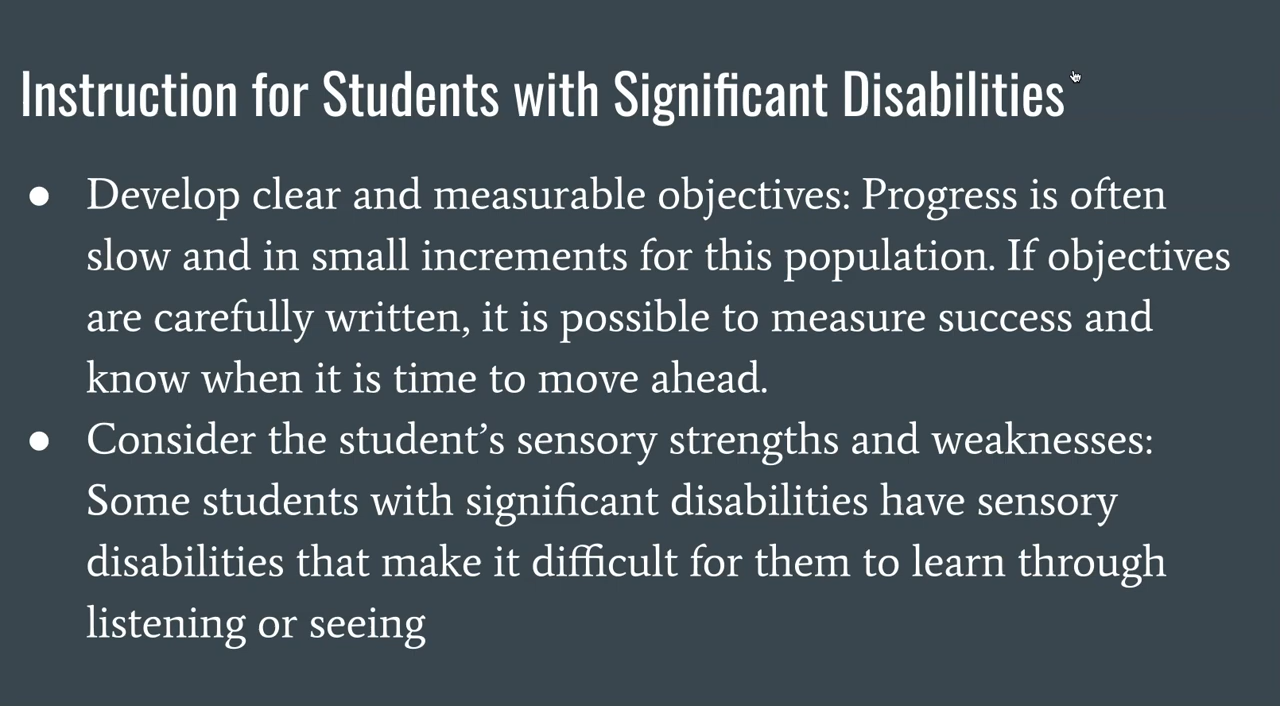 Instruction for Students with Significant Disabilities
● Develop clear and measurable objectives: Progress is often
slow and in small increments for this population. If objectives
are carefully written, it is possible to measure success and
know when it is time to move ahead.
● Consider the student’s sensory strengths and weaknesses:
Some students with significant disabilities have sensory
disabilities that make it difficult for them to learn through
listening or seeing